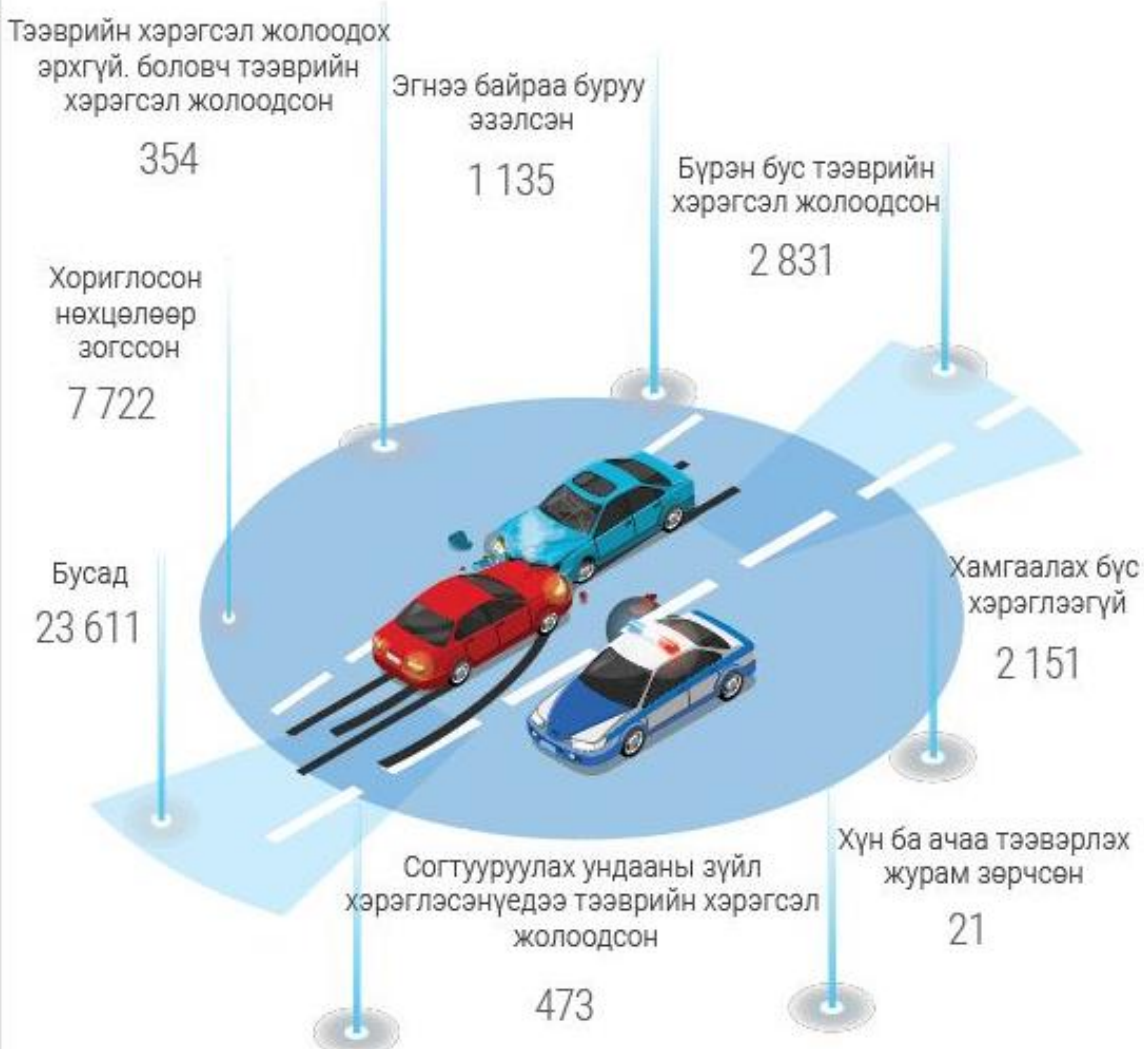 Тээврийн хэрэгсэл жолоодох
эрхгүй. боловч тээврийн
хэрэгсэл жолоодсон
354
Эгнээ байраа буруу
эзэлсэн
1 135
Бүрэн бус тээврийн
хэрэгсэл жолоодсон
2 831
Хориглосон
нөхцөлөөр
зогссон
7 722
Бусад
23 611
Хамгаалах бүс
хэрэглээгүй
2 151
Согтууруулах ундааны зүйл
хэрэглэсэнүедээ тээврийн хэрэгсэл
жолоодсон
473
Хүн ба ачаа тээвэрлэх
журам зөрчсөн
21